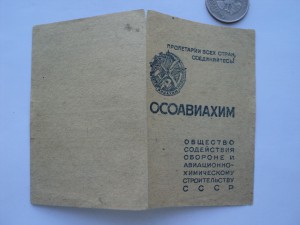 ПРОЛЕТАРИИ ВСЕХ СТРАН,
СОЕДИНЯЙТЕСЬ!
ОСОАВИАХИМ
ОБЩЕСТВО
СОДЕЙСТВИЯ
ОБОРОНЕ И
АВИАЦИОННО-
ХИМИЧЕСКОМУ
СТРОИТЕЛЬСТВУ
СССР